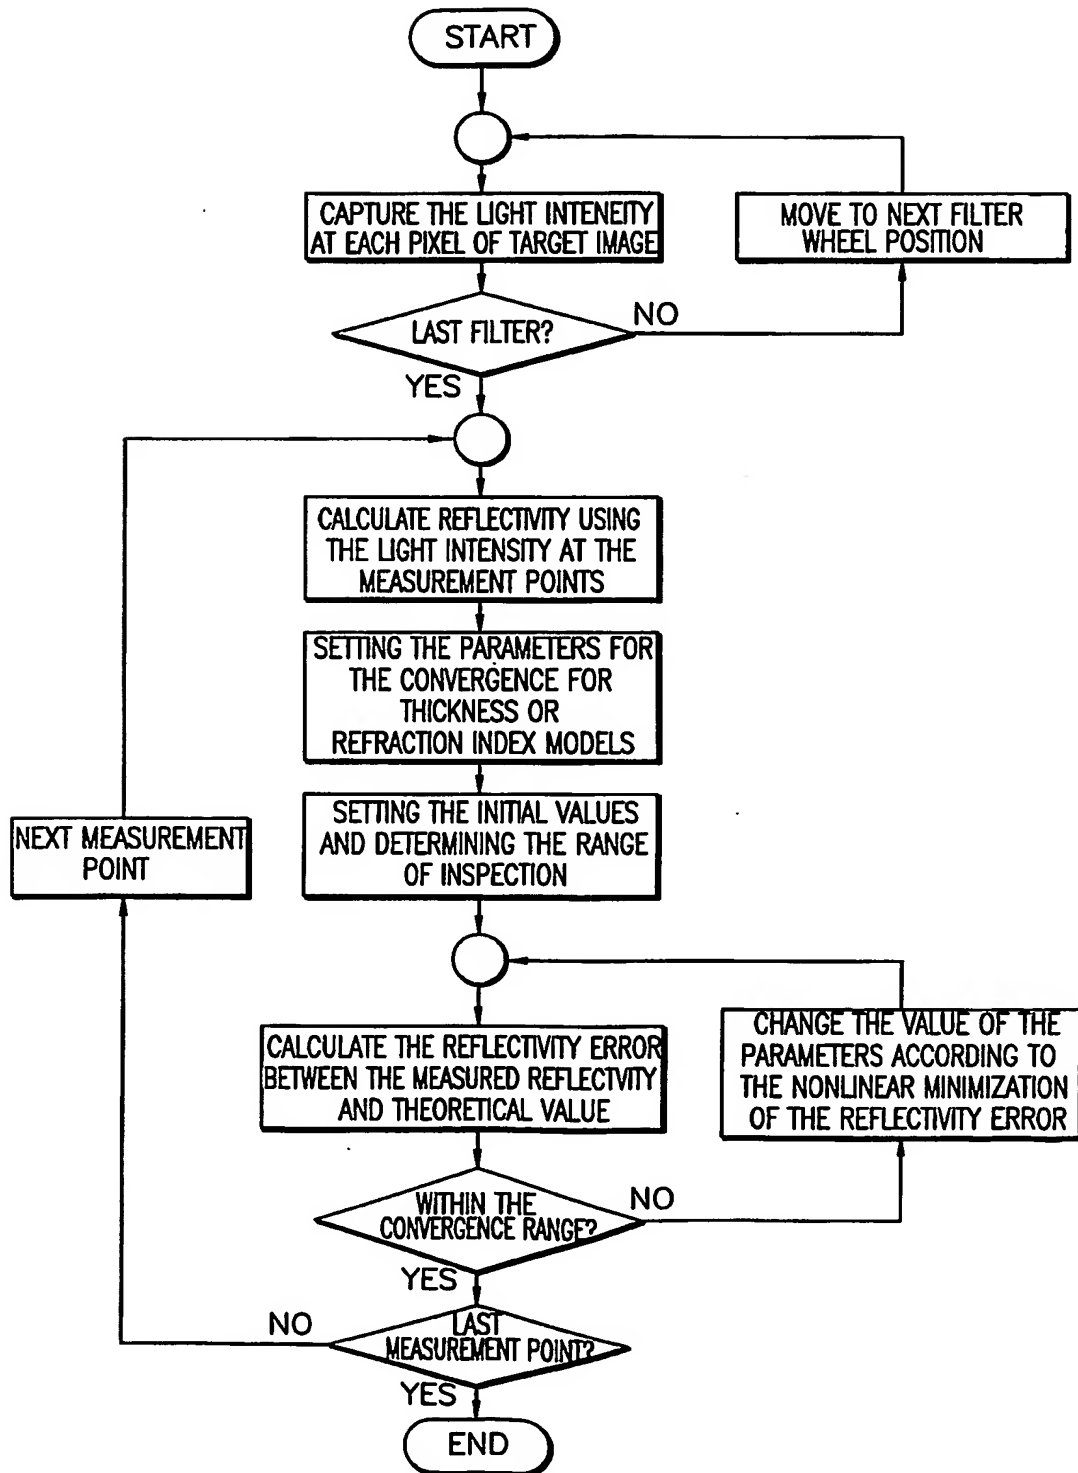 START
CAPTURE THE LIGHT INTENEITY
AT EACH PIXEL OF TARGET IMAGE
MOVE TO NEXT FILTER
WHEEL POSITION
LAST FILTER?
NO
YES
CALCULATE REFLECTIVITY USING
THE LIGHT INTENSITY AT THE
MEASUREMENT POINTS
SETTING THE PARAMETERS FOR
THE CONVERGENCE FOR
THICKNESS OR
REFRACTION INDEX MODELS
SETTING THE INITIAL VALUES
AND DETERMINING THE RANGE
OF INSPECTION
NEXT MEASUREMENT
POINT
CALCULATE THE REFLECTIVITY ERROR
BETWEEN THE MEASURED REFLECTIVITY
AND THEORETICAL VALUE
CHANGE THE VALUE OF THE
PARAMETERS ACCORDING TO
THE NONLINEAR MINIMIZATION
OF THE REFLECTIVITY ERROR
WITHIN THE
CONVERGENCE RANGE?
NO
YES
LAST
MEASUREMENT POINT?
NO
YES
END